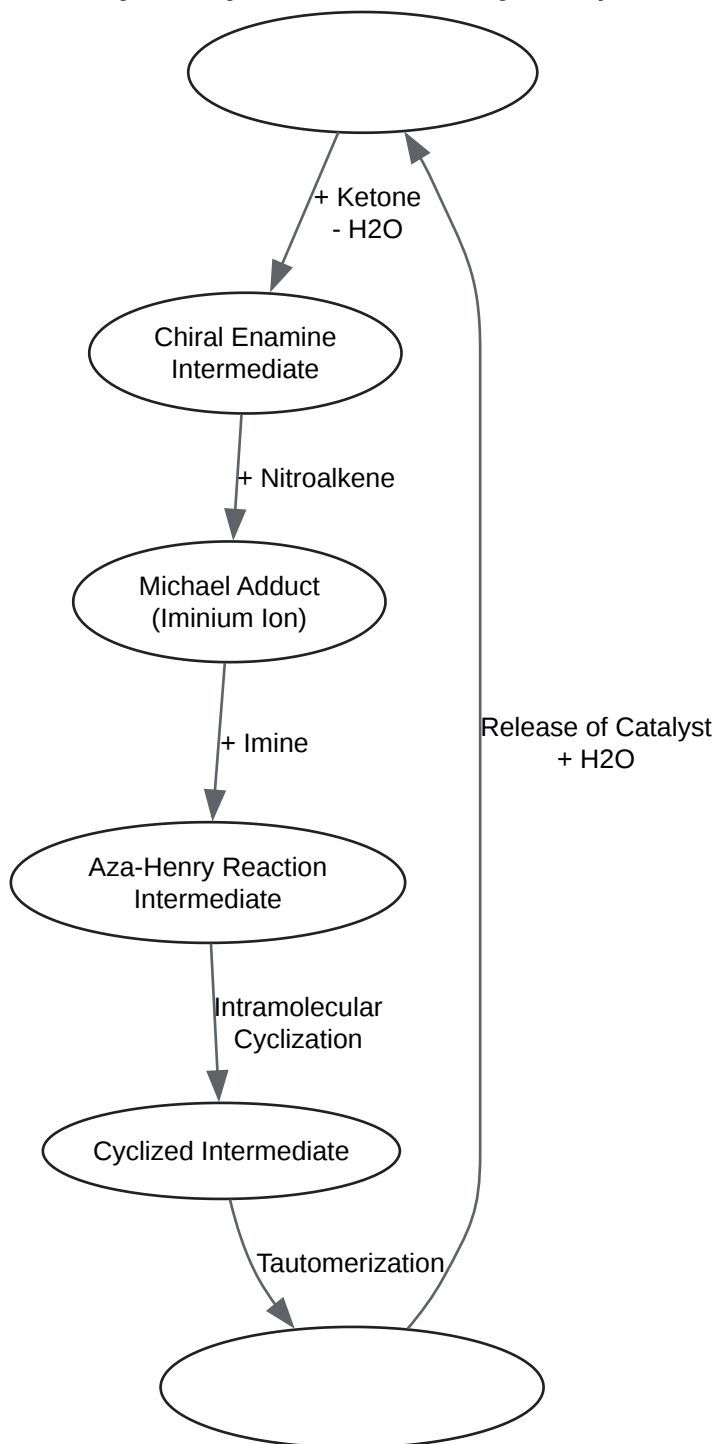 + Ketone
- H2O
Chiral Enamine
Intermediate
+ Nitroalkene
Michael Adduct
(Iminium Ion)
Release of Catalyst
+ H2O
+ Imine
Aza-Henry Reaction
Intermediate
Intramolecular
Cyclization
Cyclized Intermediate
Tautomerization